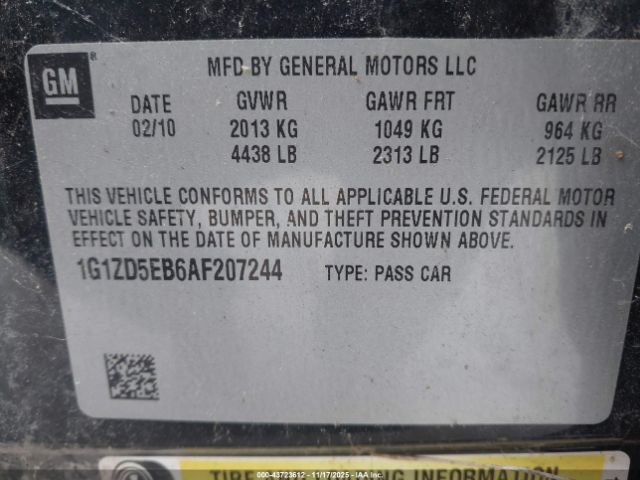 GM®
MFD BY GENERAL MOTORS LLC
DATE GVWR GAWR FRT GAWR RR
02/10 2013 KG 1049 KG 964 KG
4438 LB 2313 LB 2125 LB
THIS VEHICLE CONFORMS TO ALL APPLICABLE U.S. FEDERAL MOTOR
VEHICLE SAFETY, BUMPER, AND THEFT PREVENTION STANDARDS IN
EFFECT ON THE DATE OF MANUFACTURE SHOWN ABOVE.
1G1ZD5EB6AF207244 TYPE: PASS CAR
INFORMATION
000-43723612 - 11/17/2025 - IAAI.COM